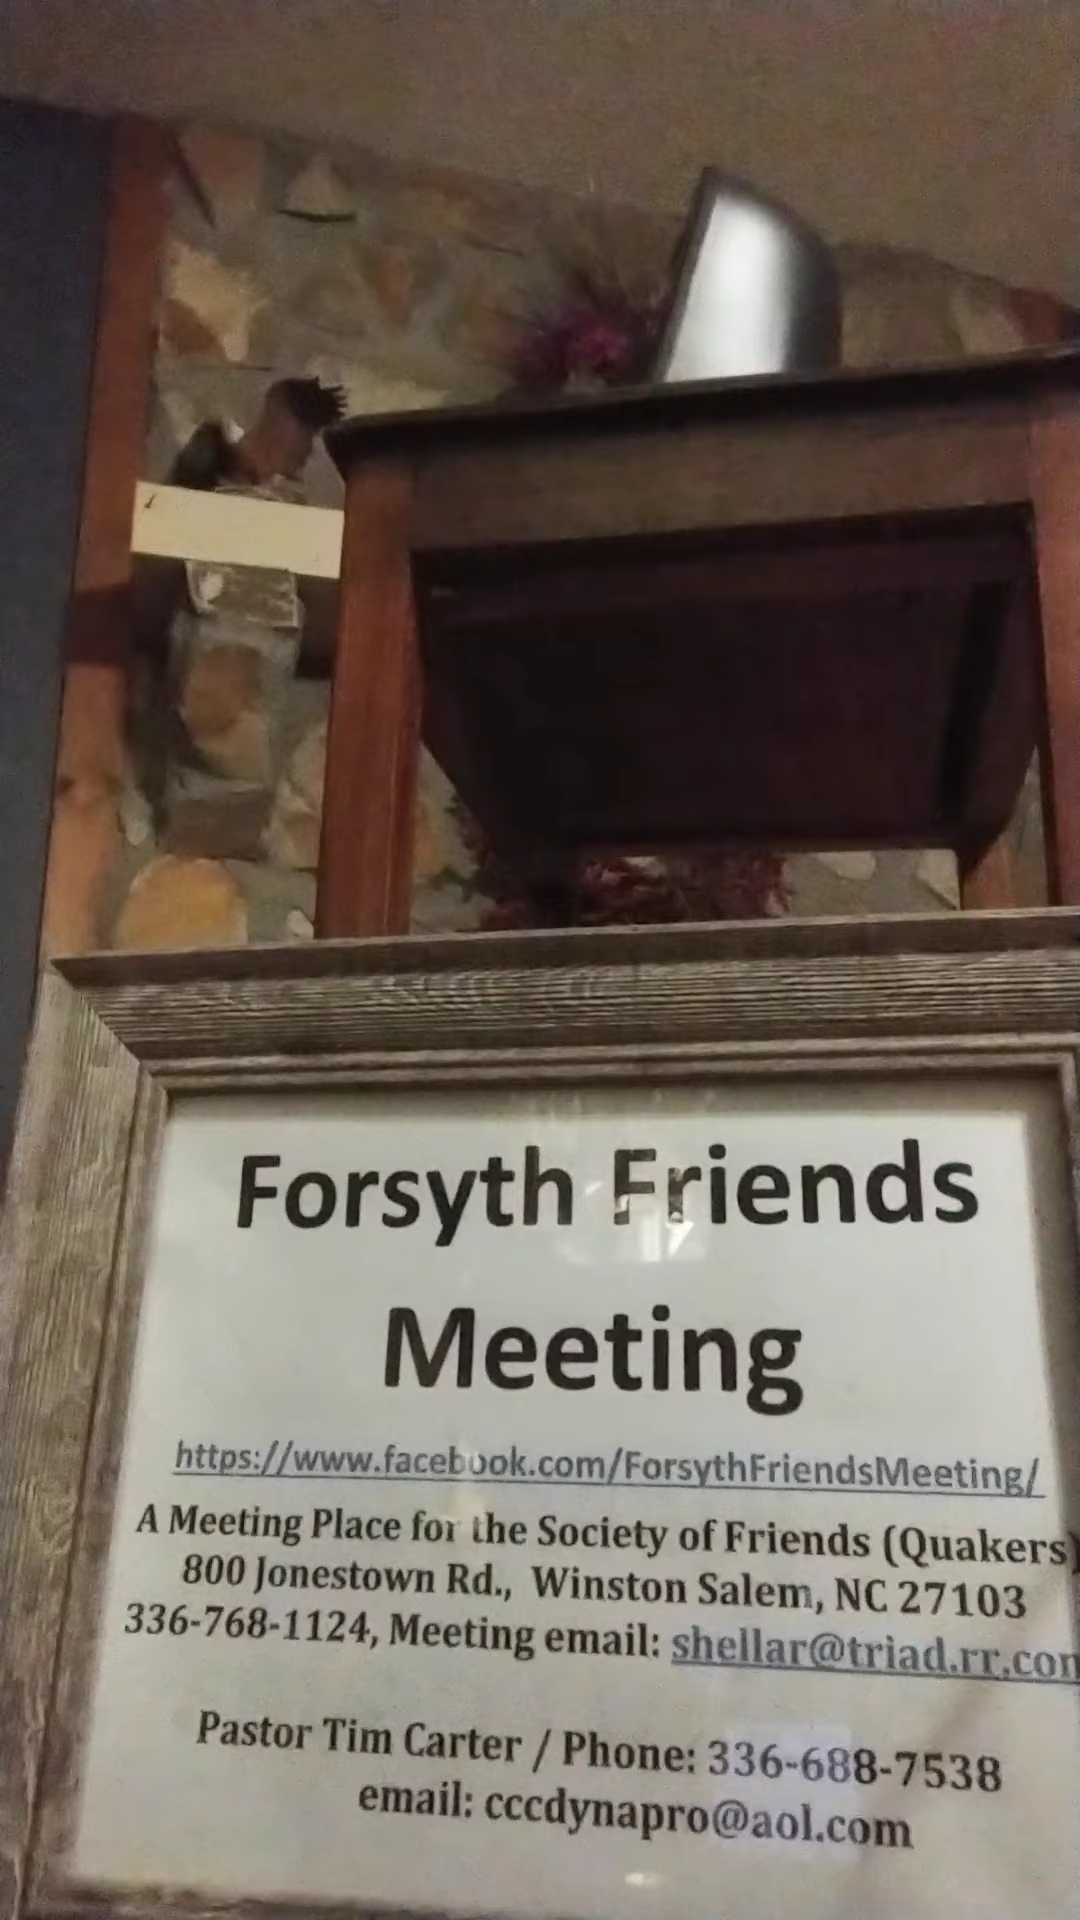 Forsyth Friends
Meeting
https://www.facebook.com/ForsythFriendsMeeting/
A Meeting Place for the Society of Friends (Quakers)
800 Jonestown Rd., Winston Salem, NC 27103
336-768-1124, Meeting email: shellar@triad.rr.com
Pastor Tim Carter / Phone: 336-688-7538
email: cccdynapro@aol.com